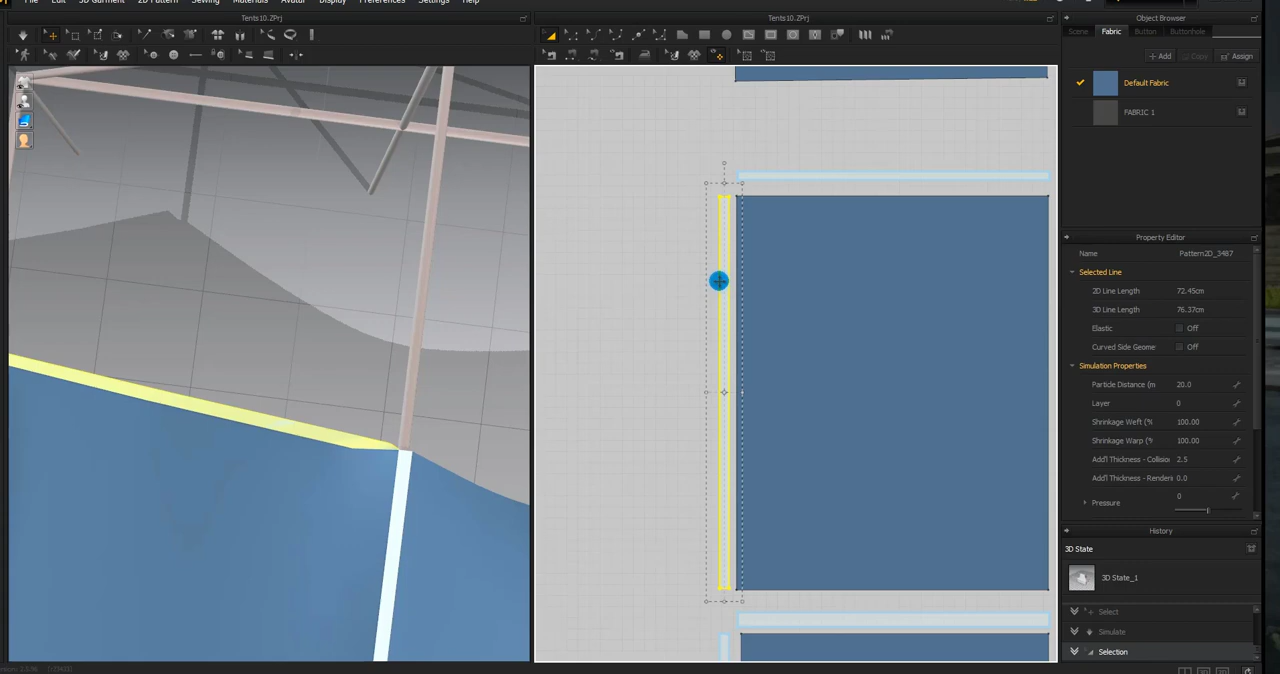 File Edit 3D Garment 2D Pattern Sewing Materials Avatar Display Preferences Settings Help
Tents10.ZPrj
Tents10.ZPrj
Object Browser
Scene Fabric Button Buttonhole
Add Copy Assign
Default Fabric
FABRIC 1
Property Editor
Name Pattern2D_3487
Selected Line
2D Line Length 72.45cm
3D Line Length 76.37cm
Elastic Off
Curved Side Geome Off
Simulation Properties
Particle Distance (m 20.0
Layer 0
Shrinkage Weft (% 100.00
Shrinkage Warp (% 100.00
Add'l Thickness - Collisio 2.5
Add'l Thickness - Renderi 0.0
Pressure 0
History
3D State
3D State_1
Select
Simulate
Selection